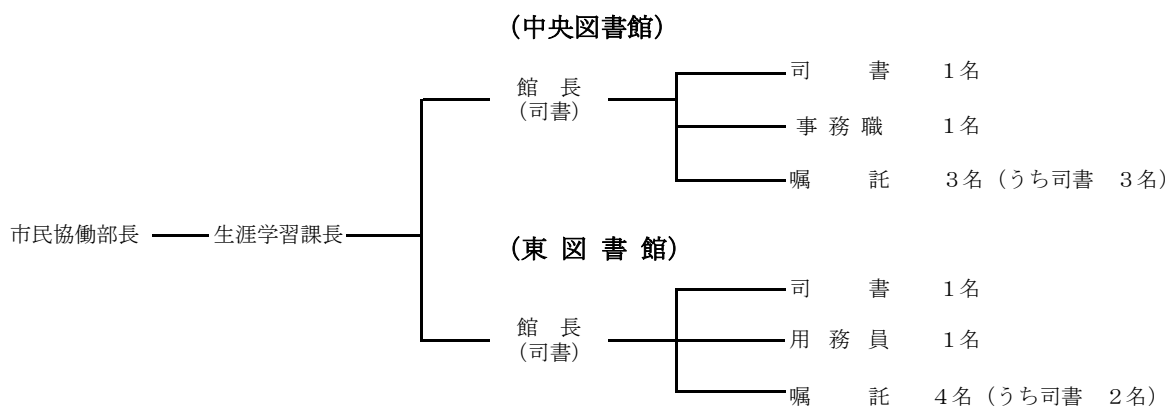 (中央図書館)
館 長
(司書)
司 書 1名
事 務 職 1名
嘱 託 3名(うち司書 3名)
市民協働部長
生涯学習課長
(東 図 書 館)
館 長
(司書)
司 書 1名
用 務 員 1名
嘱 託 4名(うち司書 2名)